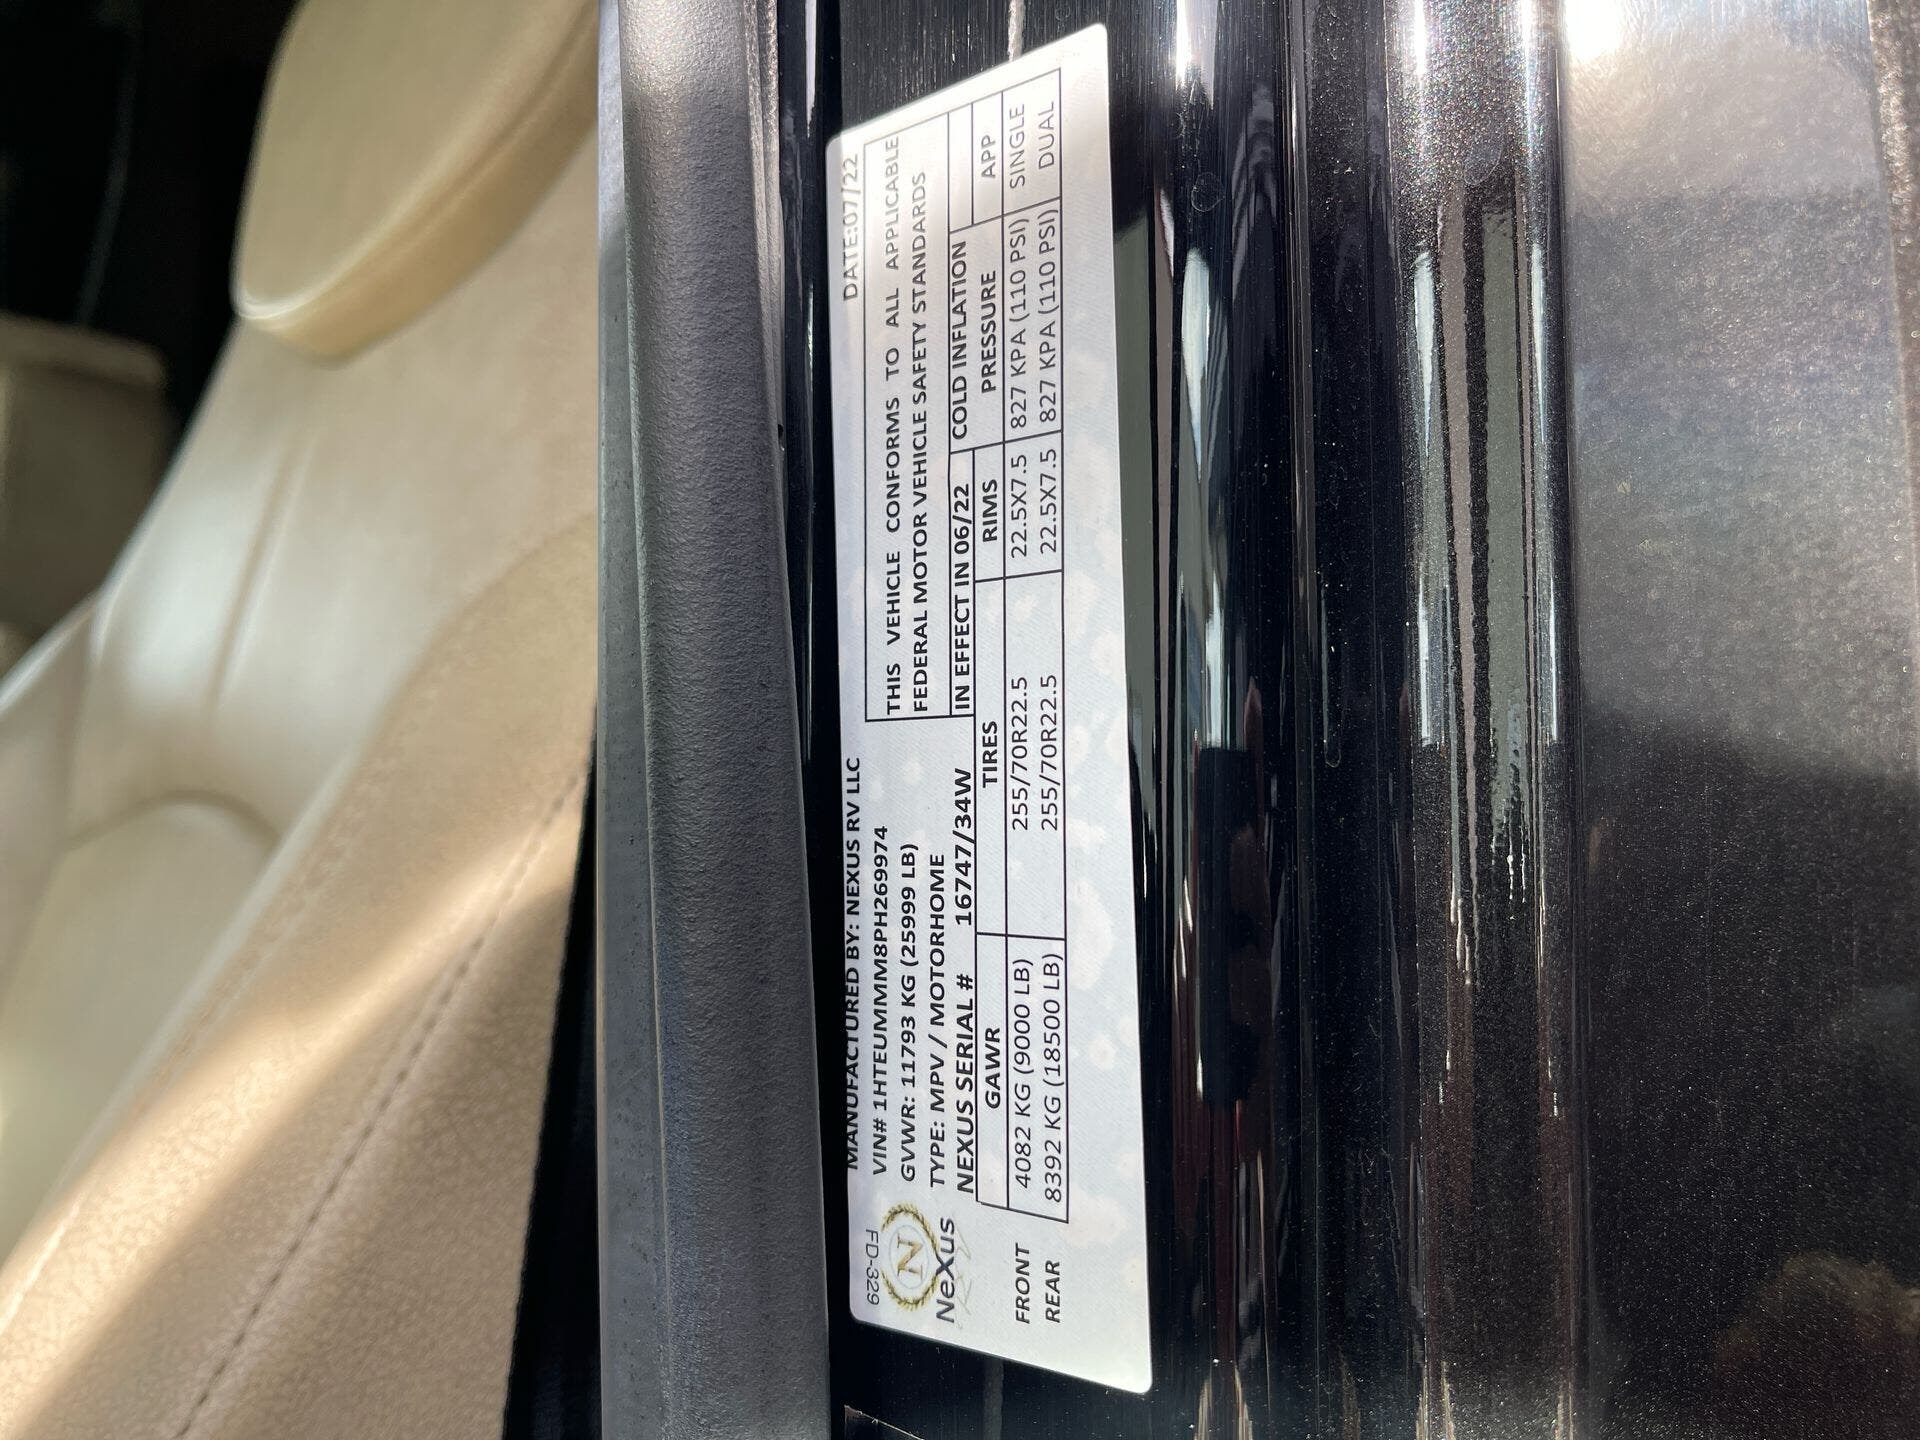 MANUFACTURED BY: NEXUS RV LLC DATE:07/22
VIN# 1HTEUMMM8PH269974
GVWR: 11793 KG (25999 LB)
TYPE: MPV / MOTORHOME
NEXUS SERIAL # 16747/34W
THIS VEHICLE CONFORMS TO ALL APPLICABLE
FEDERAL MOTOR VEHICLE SAFETY STANDARDS
IN EFFECT IN 06/22
FD-329
N
NeXus
RV
GAWR TIRES RIMS COLD INFLATION PRESSURE APP
FRONT 4082 KG (9000 LB) 255/70R22.5 22.5X7.5 827 KPA (110 PSI) SINGLE
REAR 8392 KG (18500 LB) 255/70R22.5 22.5X7.5 827 KPA (110 PSI) DUAL